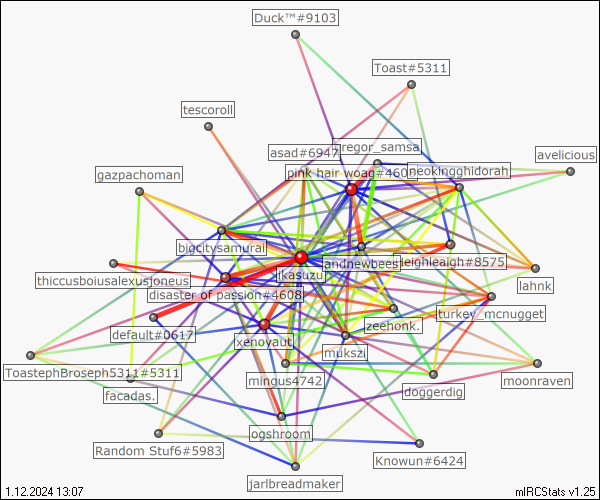 Duck™#9103
Toast#5311
tescoroll
gregor_samsa
asad#6947
avelicious
pink hair woag#4607
neokingghidorah
gazpachoman
bigcitysamurai
andnewbees
leighleaigh#8575
ikasuzu
thiccusboiusalexusjoneus
lahnk
disaster of passion#4608
turkey_mcnugget
zeehonk.
default#0617
xenovaut
mukszi
ToastephBroseph5311#5311
mingus4742
moonraven
doggerdig
facadas.
ogshroom
Random Stuf6#5983
Knowun#6424
jarlbreadmaker
1.12.2024 13:07
mIRCStats v1.25